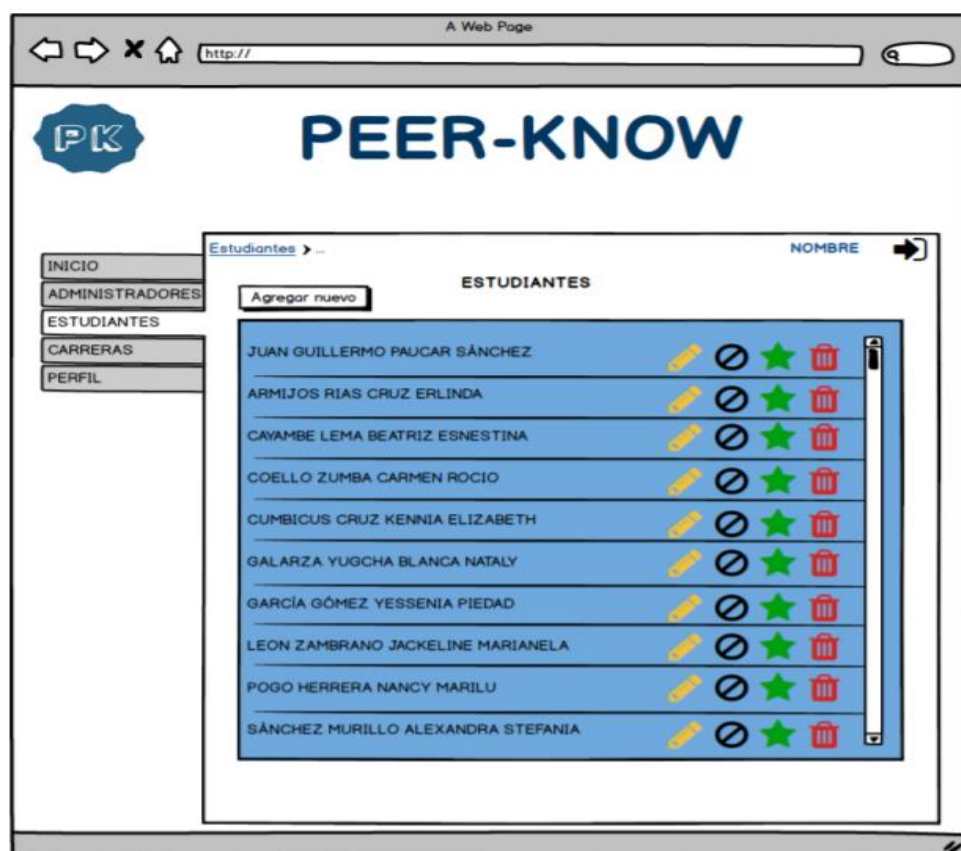 A Web Page
http://
PK
PEER-KNOW
Estudiantes > ...
NOMBRE
INICIO
ADMINISTRADORES
ESTUDIANTES
CARRERAS
PERFIL
ESTUDIANTES
Agregar nuevo
JUAN GUILLERMO PAUCAR SÁNCHEZ
ARMIJOS RIAS CRUZ ERLINDA
CAYAMBE LEMA BEATRIZ ESNESTINA
COELLO ZUMBA CARMEN ROCIO
CUMBICUS CRUZ KENNIA ELIZABETH
GALARZA YUGCHA BLANCA NATALY
GARCÍA GÓMEZ YESSENIA PIEDAD
LEON ZAMBRANO JACKELINE MARIANELA
POGO HERRERA NANCY MARILU
SÁNCHEZ MURILLO ALEXANDRA STEFANIA